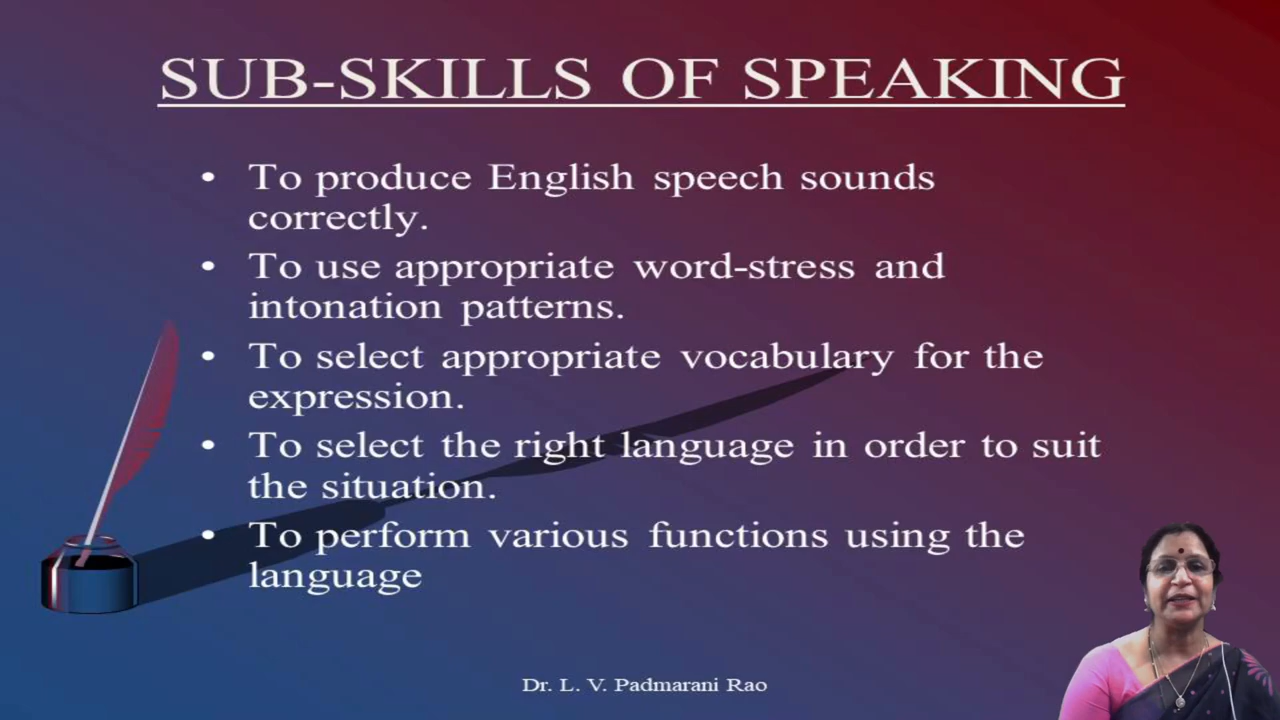 SUB-SKILLS OF SPEAKING
• To produce English speech sounds
correctly.
• To use appropriate word-stress and
intonation patterns.
• To select appropriate vocabulary for the
expression.
• To select the right language in order to suit
the situation.
• To perform various functions using the
language
Dr. L. V. Padmarani Rao